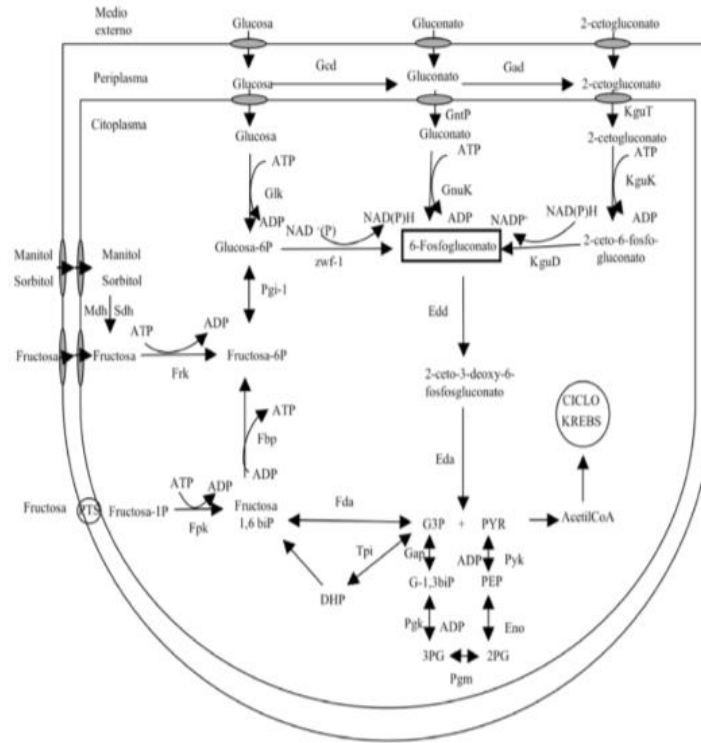 Medio
externo
Glucosa
Gluconato
2-cetogluconato
Periplasma
Glucosa
Gcd
Gluconato
Gad
2-cetogluconato
Citoplasma
GntP
KguT
Glucosa
Gluconato
2-cetogluconato
ATP
ATP
ATP
Glk
GnuK
KguK
ADP
ADP
ADP
NAD⁺(P)
NAD(P)H
NADP⁺
NAD(P)H
Glucosa-6P
zwf-1
6-Fosfogluconato
KguD
2-ceto-6-fosfo-
gluconato
Manitol
Sorbitol
Manitol
Sorbitol
Mdh
Sdh
Pgi-1
Edd
ATP
ADP
Fructosa
Fructosa
Frk
Fructosa-6P
2-ceto-3-deoxy-6-
fosfosgluconato
CICLO
KREBS
ATP
Fbp
ADP
Eda
Fructosa
PTS
Fructosa-1P
ATP
ADP
Fpk
Fructosa
1,6 biP
Fda
G3P + PYR
AcetilCoA
Tpi
DHP
Gap
ADP
Pyk
G-1,3biP
PEP
Pgk
ADP
Eno
3PG
2PG
Pgm